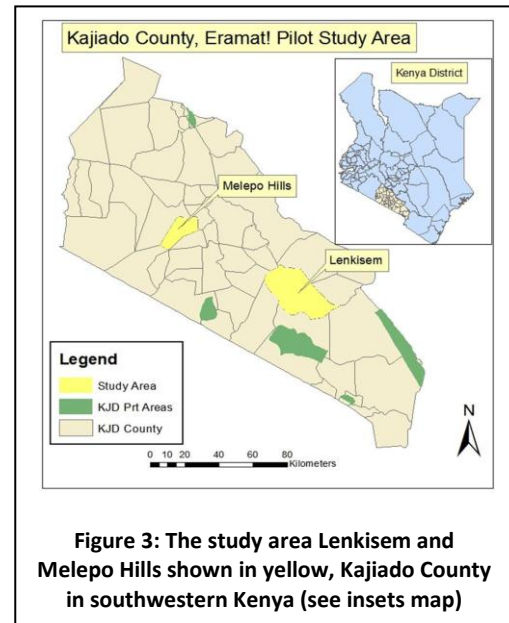 Kajiado County, Eramat! Pilot Study Area
Kenya District
Melepo Hills
Lenkisem
Legend
Study Area
KJD Prt Areas
KJD County
0 10 20 40 60 80
Kilometers
N
Figure 3: The study area Lenkisem and
Melepo Hills shown in yellow, Kajiado County
in southwestern Kenya (see insets map)